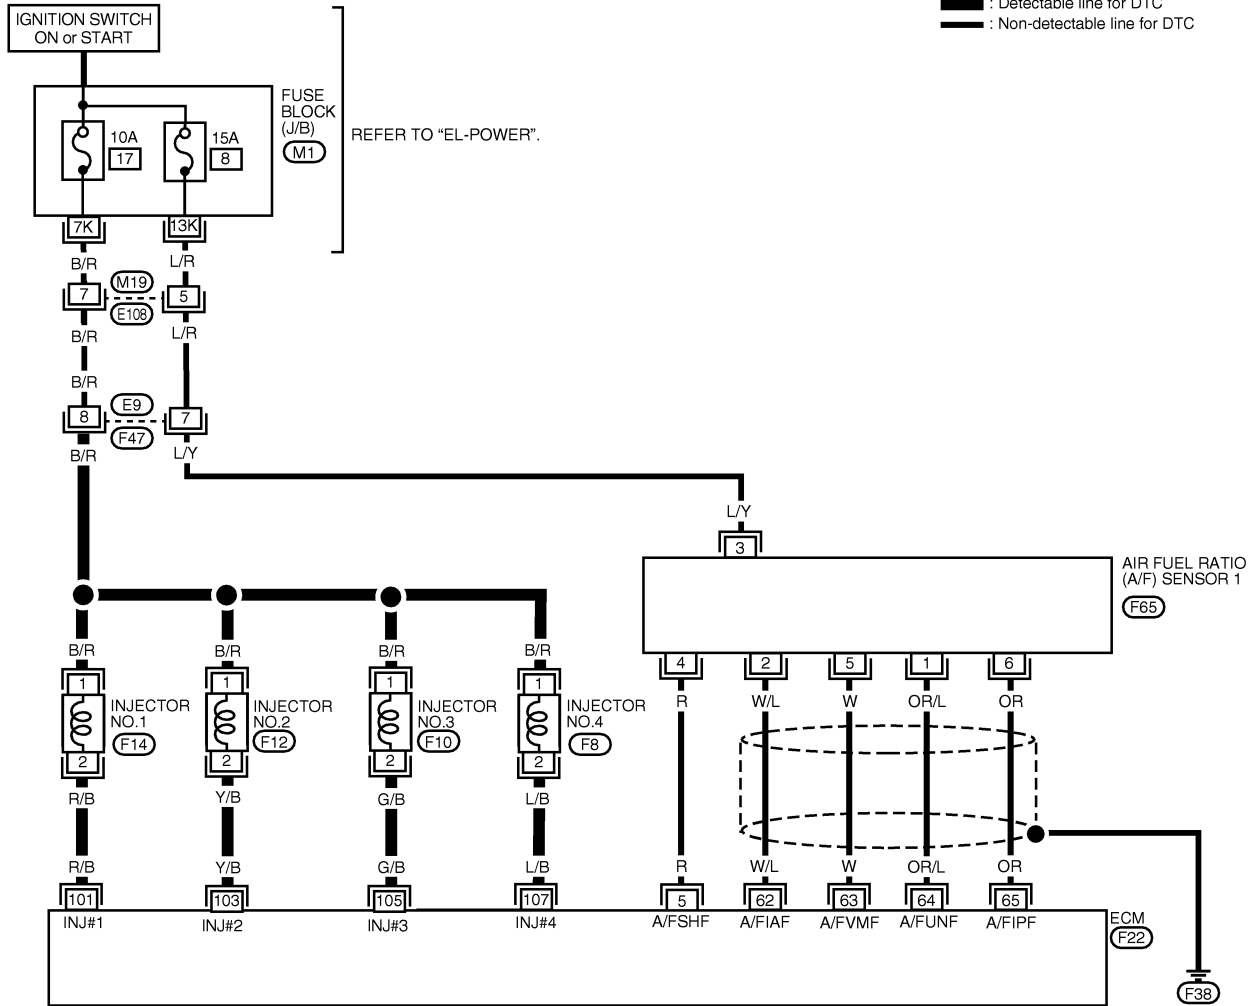 IGNITION SWITCH
ON or START
: Detectable line for DTC
: Non-detectable line for DTC
FUSE
BLOCK
(J/B)
M1
REFER TO “EL-POWER”.
10A
17
15A
8
7K
13K
B/R
L/R
M19
7
5
E108
B/R
L/R
B/R
E9
8
7
F47
B/R
L/Y
L/Y
3
AIR FUEL RATIO
(A/F) SENSOR 1
F65
B/R
B/R
B/R
B/R
4
2
5
1
6
1
1
1
1
R
W/L
W
OR/L
OR
INJECTOR
NO.1
F14
INJECTOR
NO.2
F12
INJECTOR
NO.3
F10
INJECTOR
NO.4
F8
2
2
2
2
R/B
Y/B
G/B
L/B
R/B
Y/B
G/B
L/B
R
W/L
W
OR/L
OR
101
103
105
107
5
62
63
64
65
INJ#1
INJ#2
INJ#3
INJ#4
A/FSHF
A/FIAF
A/FVMF
A/FUNF
A/FIPF
ECM
F22
F38